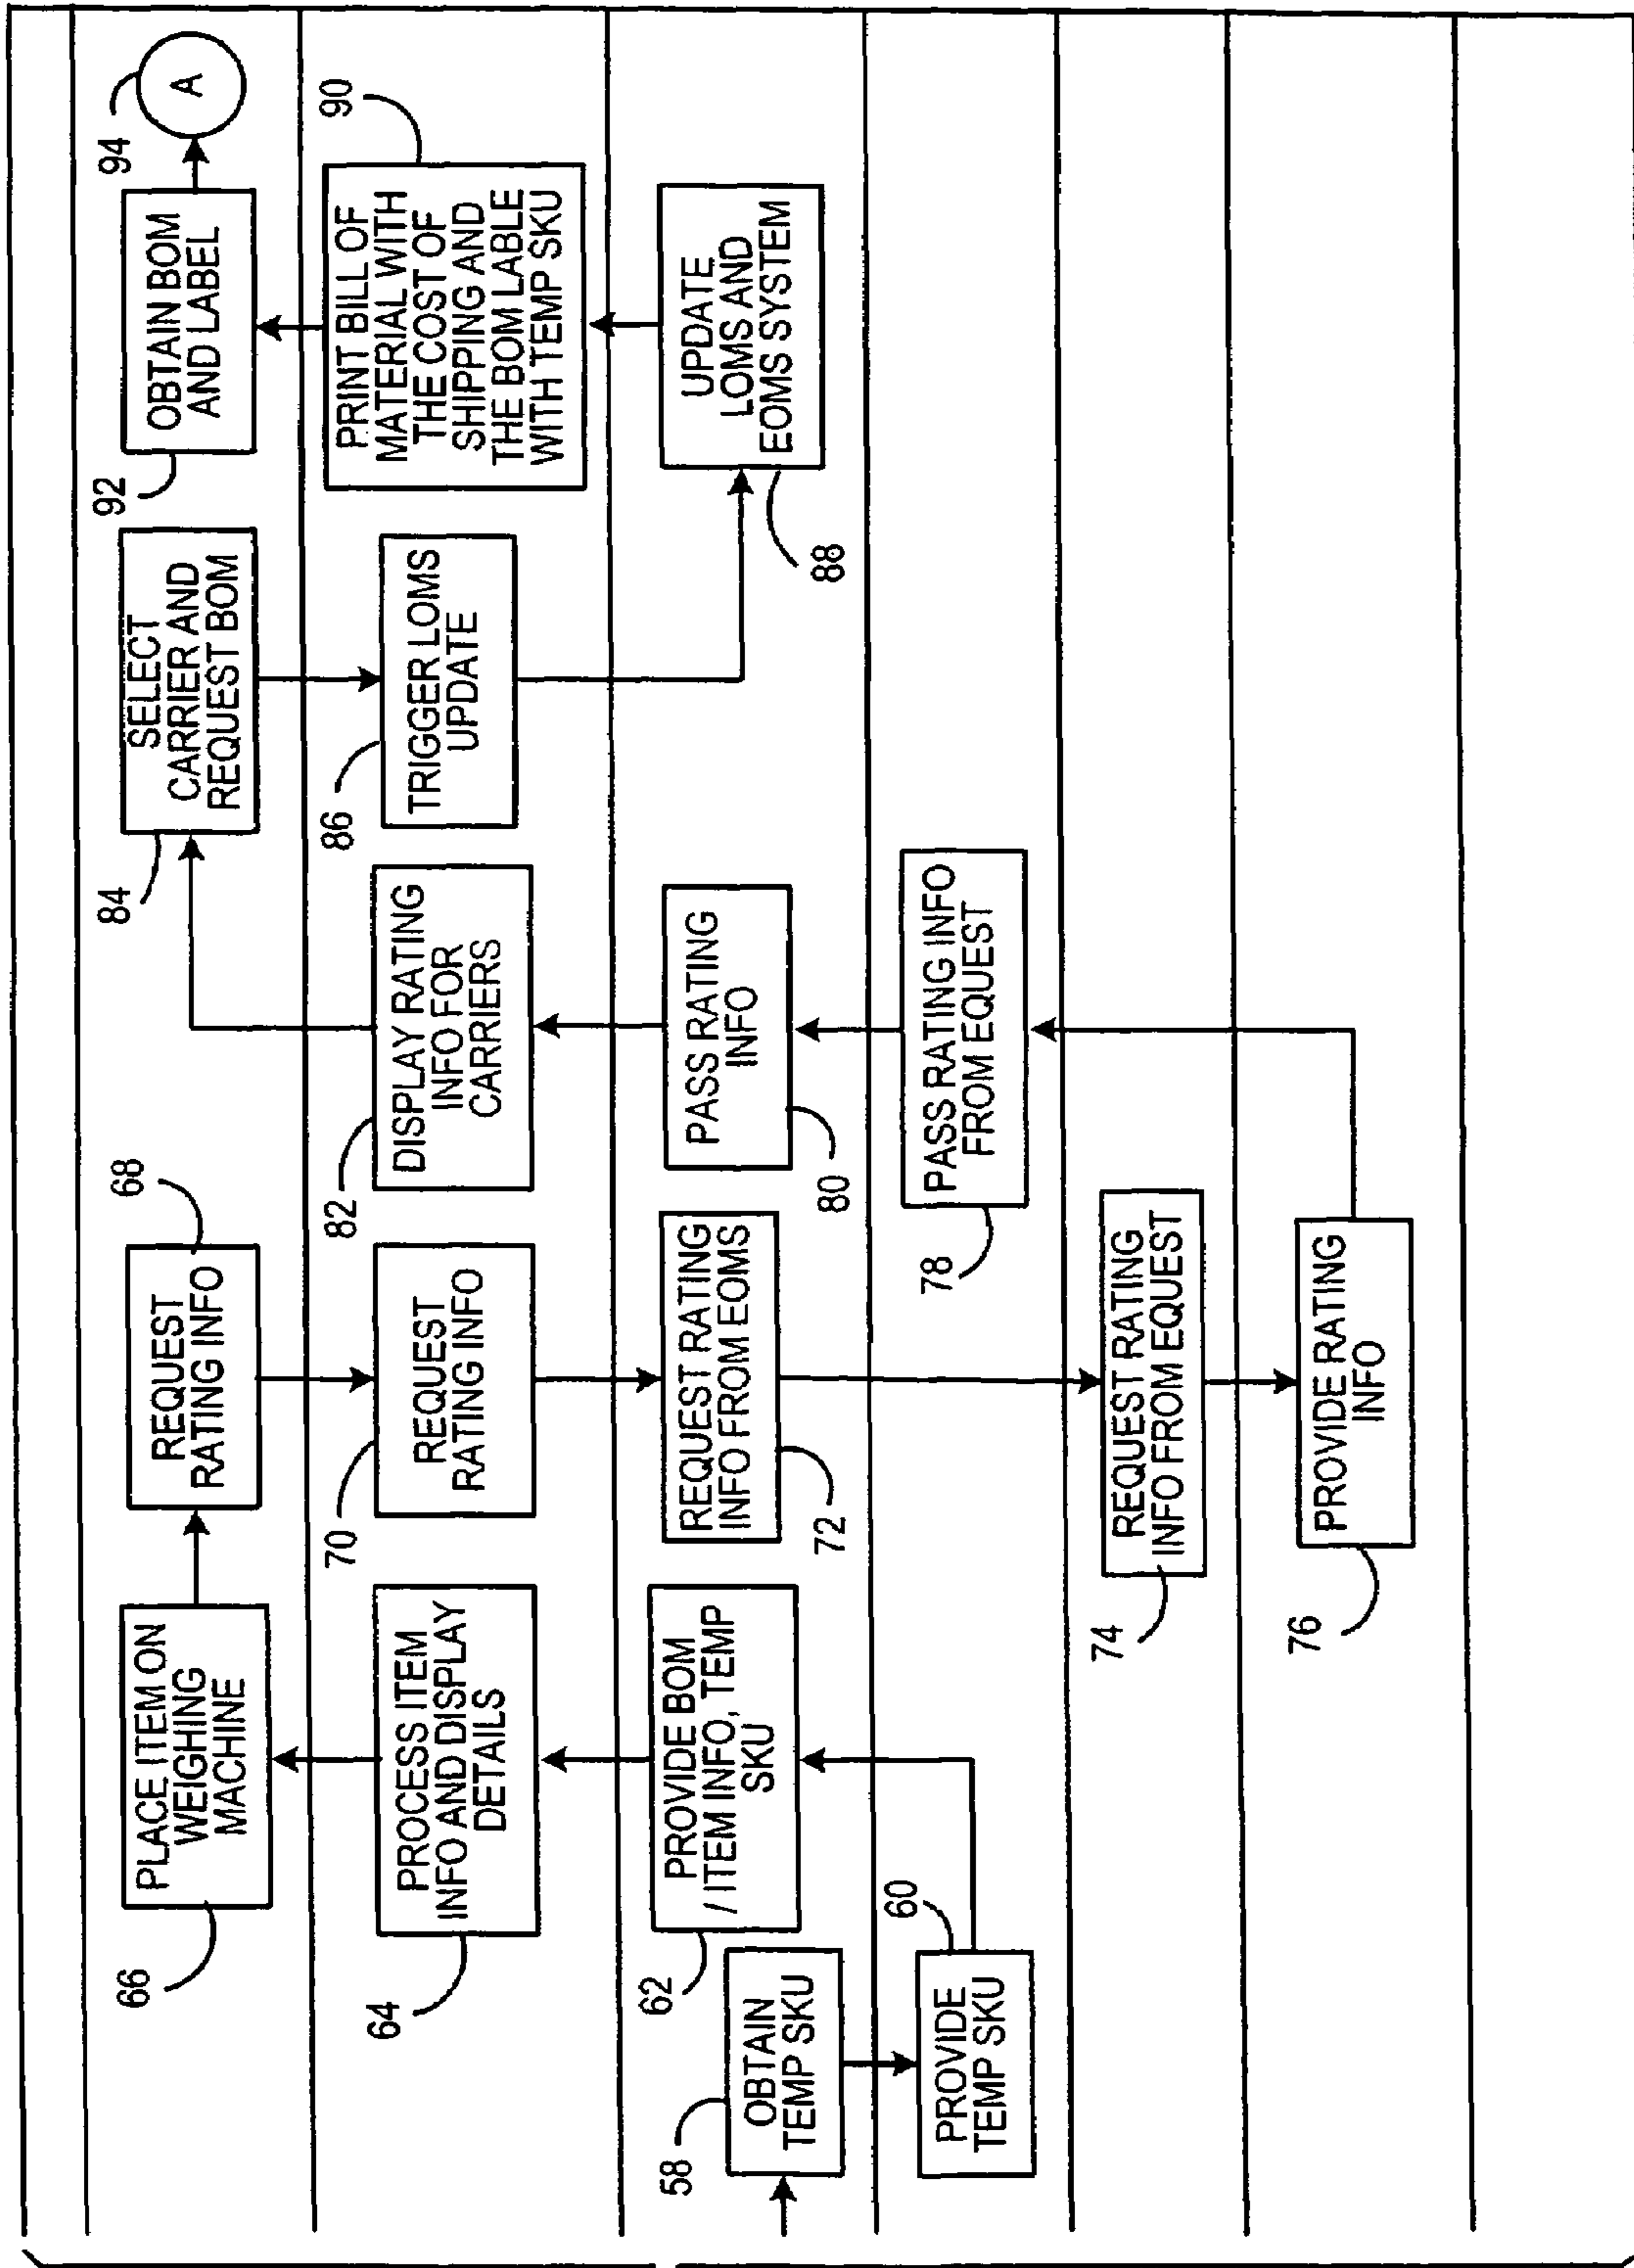 66
PLACE ITEM ON
WEIGHING
MACHINE
REQUEST
RATING INFO
68
84
SELECT
CARRIER AND
REQUEST BOM
92
OBTAIN BOM
AND LABEL
94
A
64
PROCESS ITEM
INFO AND DISPLAY
DETAILS
70
REQUEST
RATING INFO
82
DISPLAY RATING
INFO FOR
CARRIERS
86
TRIGGER LOMS
UPDATE
PRINT BILL OF
MATERIAL WITH
THE COST OF
SHIPPING AND
THE BOM LABLE
WITH TEMP SKU
90
58
OBTAIN
TEMP SKU
62
PROVIDE BOM
/ ITEM INFO, TEMP
SKU
REQUEST RATING
INFO FROM EOMS
72
PASS RATING
INFO
80
UPDATE
LOMS AND
EOMS SYSTEM
88
PROVIDE
TEMP SKU
60
PASS RATING INFO
FROM EQUEST
78
REQUEST RATING
INFO FROM EQUEST
74
PROVIDE RATING
INFO
76